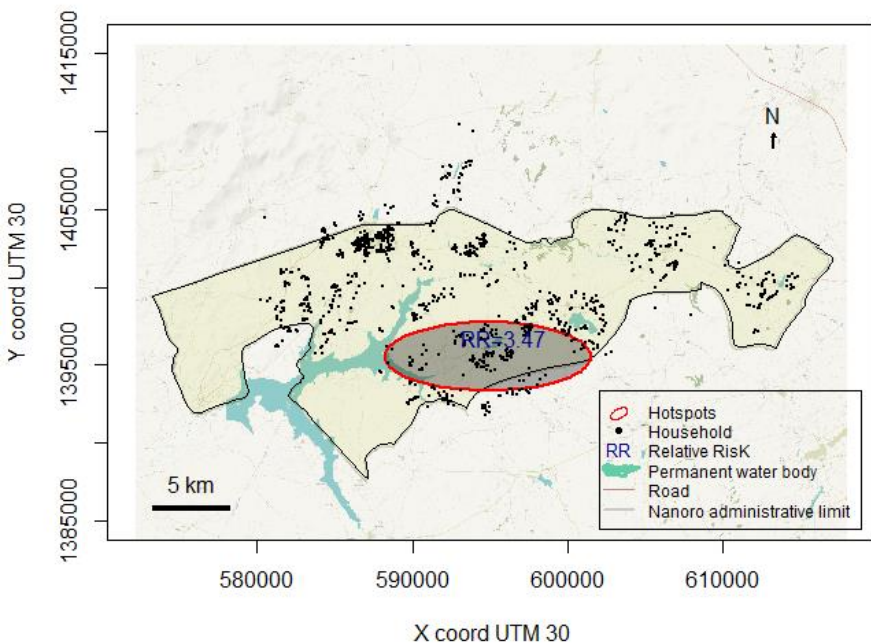 1415000
1405000
1395000
1385000
Y coord UTM 30
N
RR=3.47
5 km
Hotspots
Household
RR Relative RisK
Permanent water body
Road
Nanoro administrative limit
580000 590000 600000 610000
X coord UTM 30